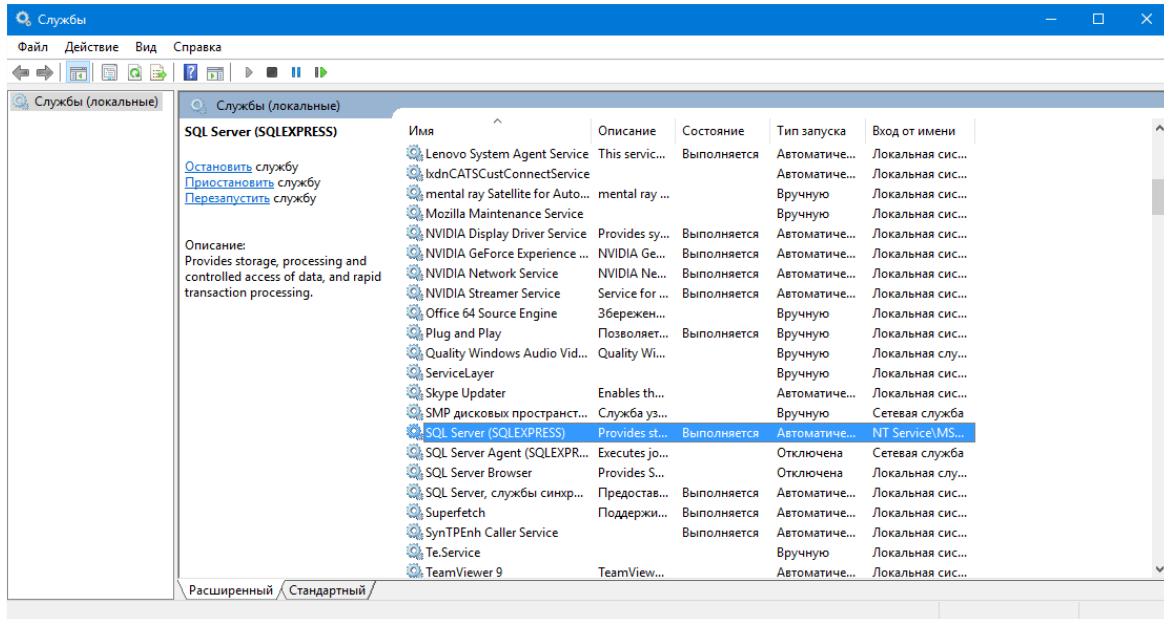 Службы
Файл Действие Вид Справка
Службы (локальные)
Службы (локальные)
SQL Server (SQLEXPRESS)
Остановить службу
Приостановить службу
Перезапустить службу
Описание:
Provides storage, processing and
controlled access of data, and rapid
transaction processing.
Имя Описание Состояние Тип запуска Вход от имени
Lenovo System Agent Service This servic... Выполняется Автоматиче... Локальная сис...
lxdnCATSCustConnectService Автоматиче... Локальная сис...
mental ray Satellite for Auto... mental ray ... Вручную Локальная сис...
Mozilla Maintenance Service Вручную Локальная сис...
NVIDIA Display Driver Service Provides sy... Выполняется Автоматиче... Локальная сис...
NVIDIA GeForce Experience ... NVIDIA Ge... Выполняется Автоматиче... Локальная сис...
NVIDIA Network Service NVIDIA Ne... Выполняется Автоматиче... Локальная сис...
NVIDIA Streamer Service Service for ... Выполняется Автоматиче... Локальная сис...
Office 64 Source Engine Збережен... Вручную Локальная сис...
Plug and Play Позволяет... Выполняется Вручную Локальная сис...
Quality Windows Audio Vid... Quality Wi... Вручную Локальная слу...
ServiceLayer Вручную Локальная сис...
Skype Updater Enables th... Автоматиче... Локальная сис...
SMP дисковых пространст... Служба уз... Вручную Сетевая служба
SQL Server (SQLEXPRESS) Provides st... Выполняется Автоматиче... NT Service\MS...
SQL Server Agent (SQLEXPR... Executes jo... Отключена Сетевая служба
SQL Server Browser Provides S... Отключена Локальная слу...
SQL Server, службы синхр... Предостав... Выполняется Автоматиче... Локальная сис...
Superfetch Поддержи... Выполняется Автоматиче... Локальная сис...
SynTPEnh Caller Service Выполняется Автоматиче... Локальная сис...
Te.Service Вручную Локальная сис...
TeamViewer 9 TeamView... Автоматиче... Локальная сис...
Расширенный Стандартный